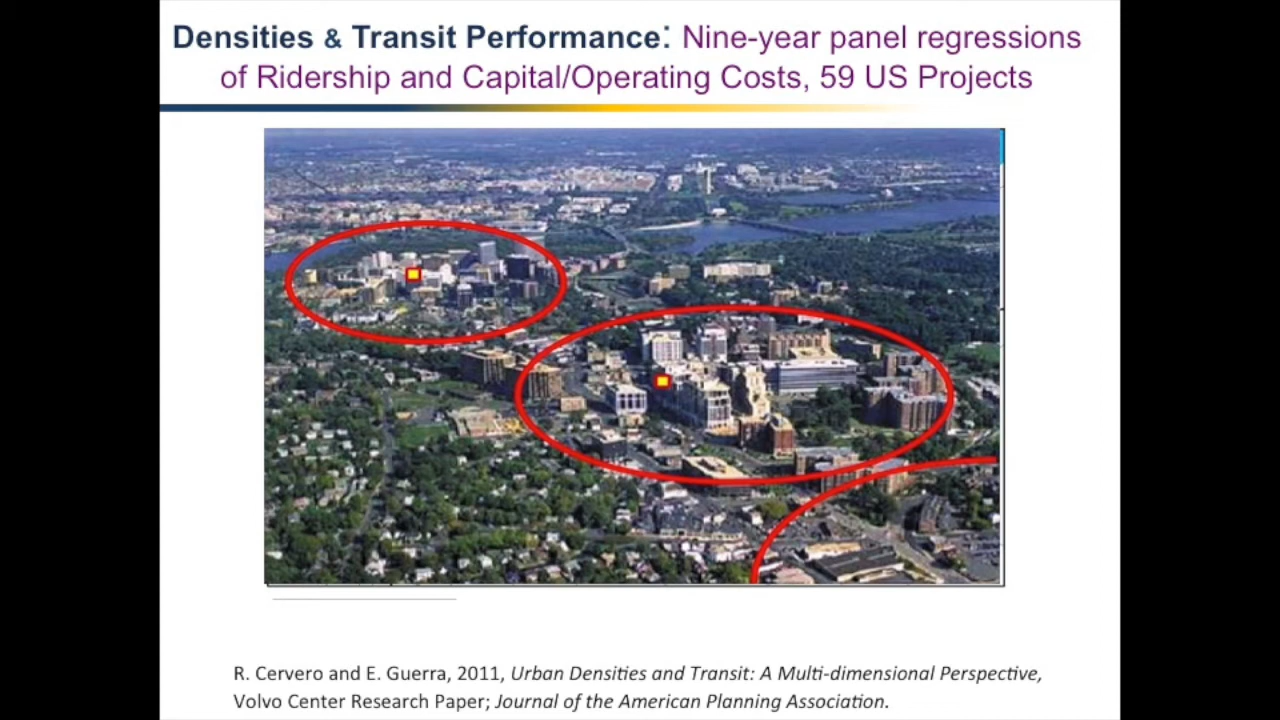 Densities & Transit Performance: Nine-year panel regressions
of Ridership and Capital/Operating Costs, 59 US Projects
R. Cervero and E. Guerra, 2011, Urban Densities and Transit: A Multi-dimensional Perspective,
Volvo Center Research Paper; Journal of the American Planning Association.